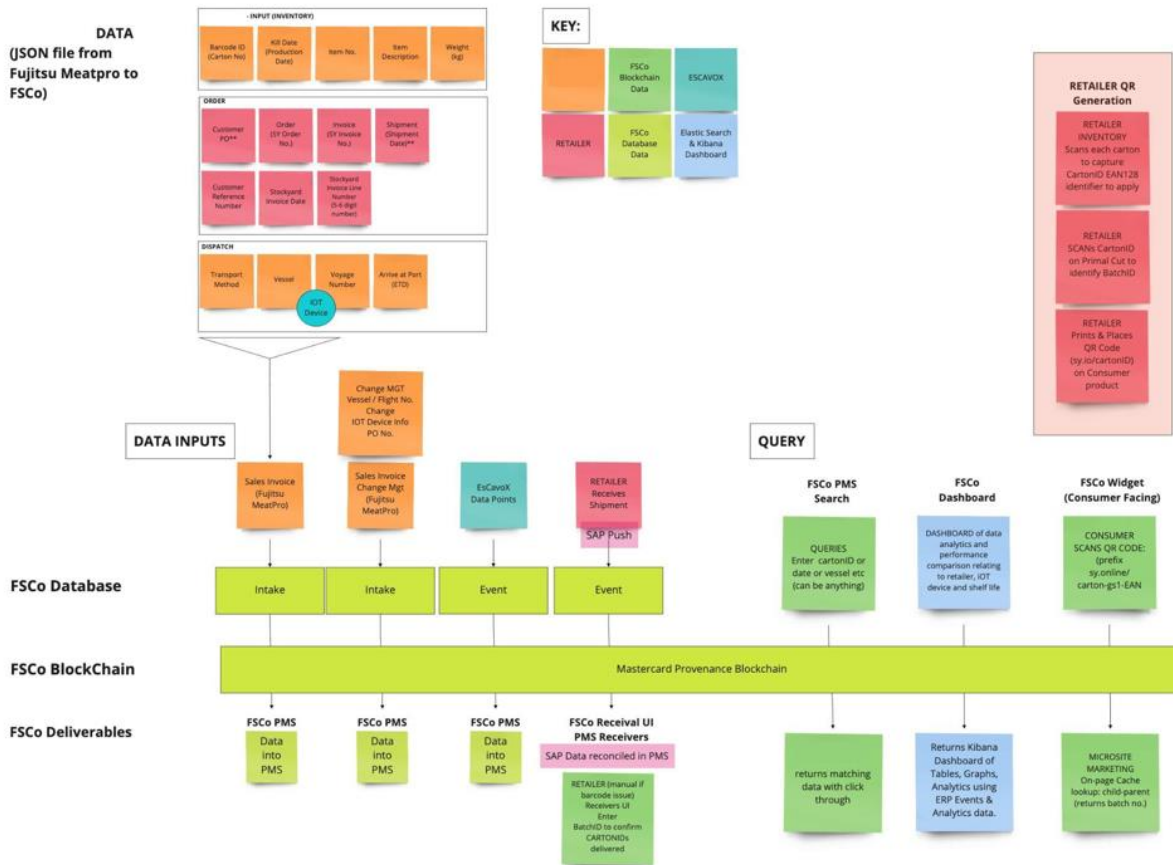 DATA
(JSON file from
Fujitsu Meatpro to
FSCo)
- INPUT (INVENTORY)
Barcode ID
(Carton No)
Kill Date
(Production
Date)
Item No.
Item
Description
Weight
(kg)
ORDER
Customer
PO**
Order
(SY Order
No.)
Invoice
(SY Invoice
No.)
Shipment
(Shipment
Date)**
Customer
Reference
Number
Stockyard
Invoice Date
Stockyard
Invoice Line
Number
(5-6 digit
number)
DISPATCH
Transport
Method
Vessel
Voyage
Number
Arrive at Port
(ETD)
IOT
Device
KEY:
FSCo
Blockchain
Data
ESCAVOX
RETAILER
FSCo
Database
Data
Elastic Search
& Kibana
Dashboard
RETAILER QR
Generation
RETAILER
INVENTORY
Scans each carton
to capture
CartonID EAN128
identifier to apply
RETAILER
SCANs CartonID
on Primal Cut to
identify BatchID
RETAILER
Prints & Places
QR Code
(sy.io/cartonID)
on Consumer
product
DATA INPUTS
Change MGT
Vessel / Flight No.
Change
IOT Device Info
PO No.
Sales Invoice
(Fujitsu
MeatPro)
Sales Invoice
Change Mgt
(Fujitsu
MeatPro)
EsCavoX
Data Points
RETAILER
Receives
Shipment
SAP Push
QUERY
FSCo PMS
Search
FSCo
Dashboard
FSCo Widget
(Consumer Facing)
QUERIES
Enter cartonID or
date or vessel etc
(can be anything)
DASHBOARD of data
analytics and
performance
comparison relating
to retailer, iOT
device and shelf life
CONSUMER
SCANS QR CODE:
(prefix
sy.online/
carton-gs1-EAN
FSCo Database
Intake
Intake
Event
Event
FSCo BlockChain
Mastercard Provenance Blockchain
FSCo Deliverables
FSCo PMS
Data
into
PMS
FSCo PMS
Data
into
PMS
FSCo PMS
Data
into
PMS
FSCo Receival UI
PMS Receivers
SAP Data reconciled in PMS
RETAILER (manual if
barcode issue)
Receivers UI
Enter
BatchID to confirm
CARTONIDs
delivered
returns matching
data with click
through
Returns Kibana
Dashboard of
Tables, Graphs,
Analytics using
ERP Events &
Analytics data.
MICROSITE
MARKETING
On-page Cache
lookup: child-parent
(returns batch no.)